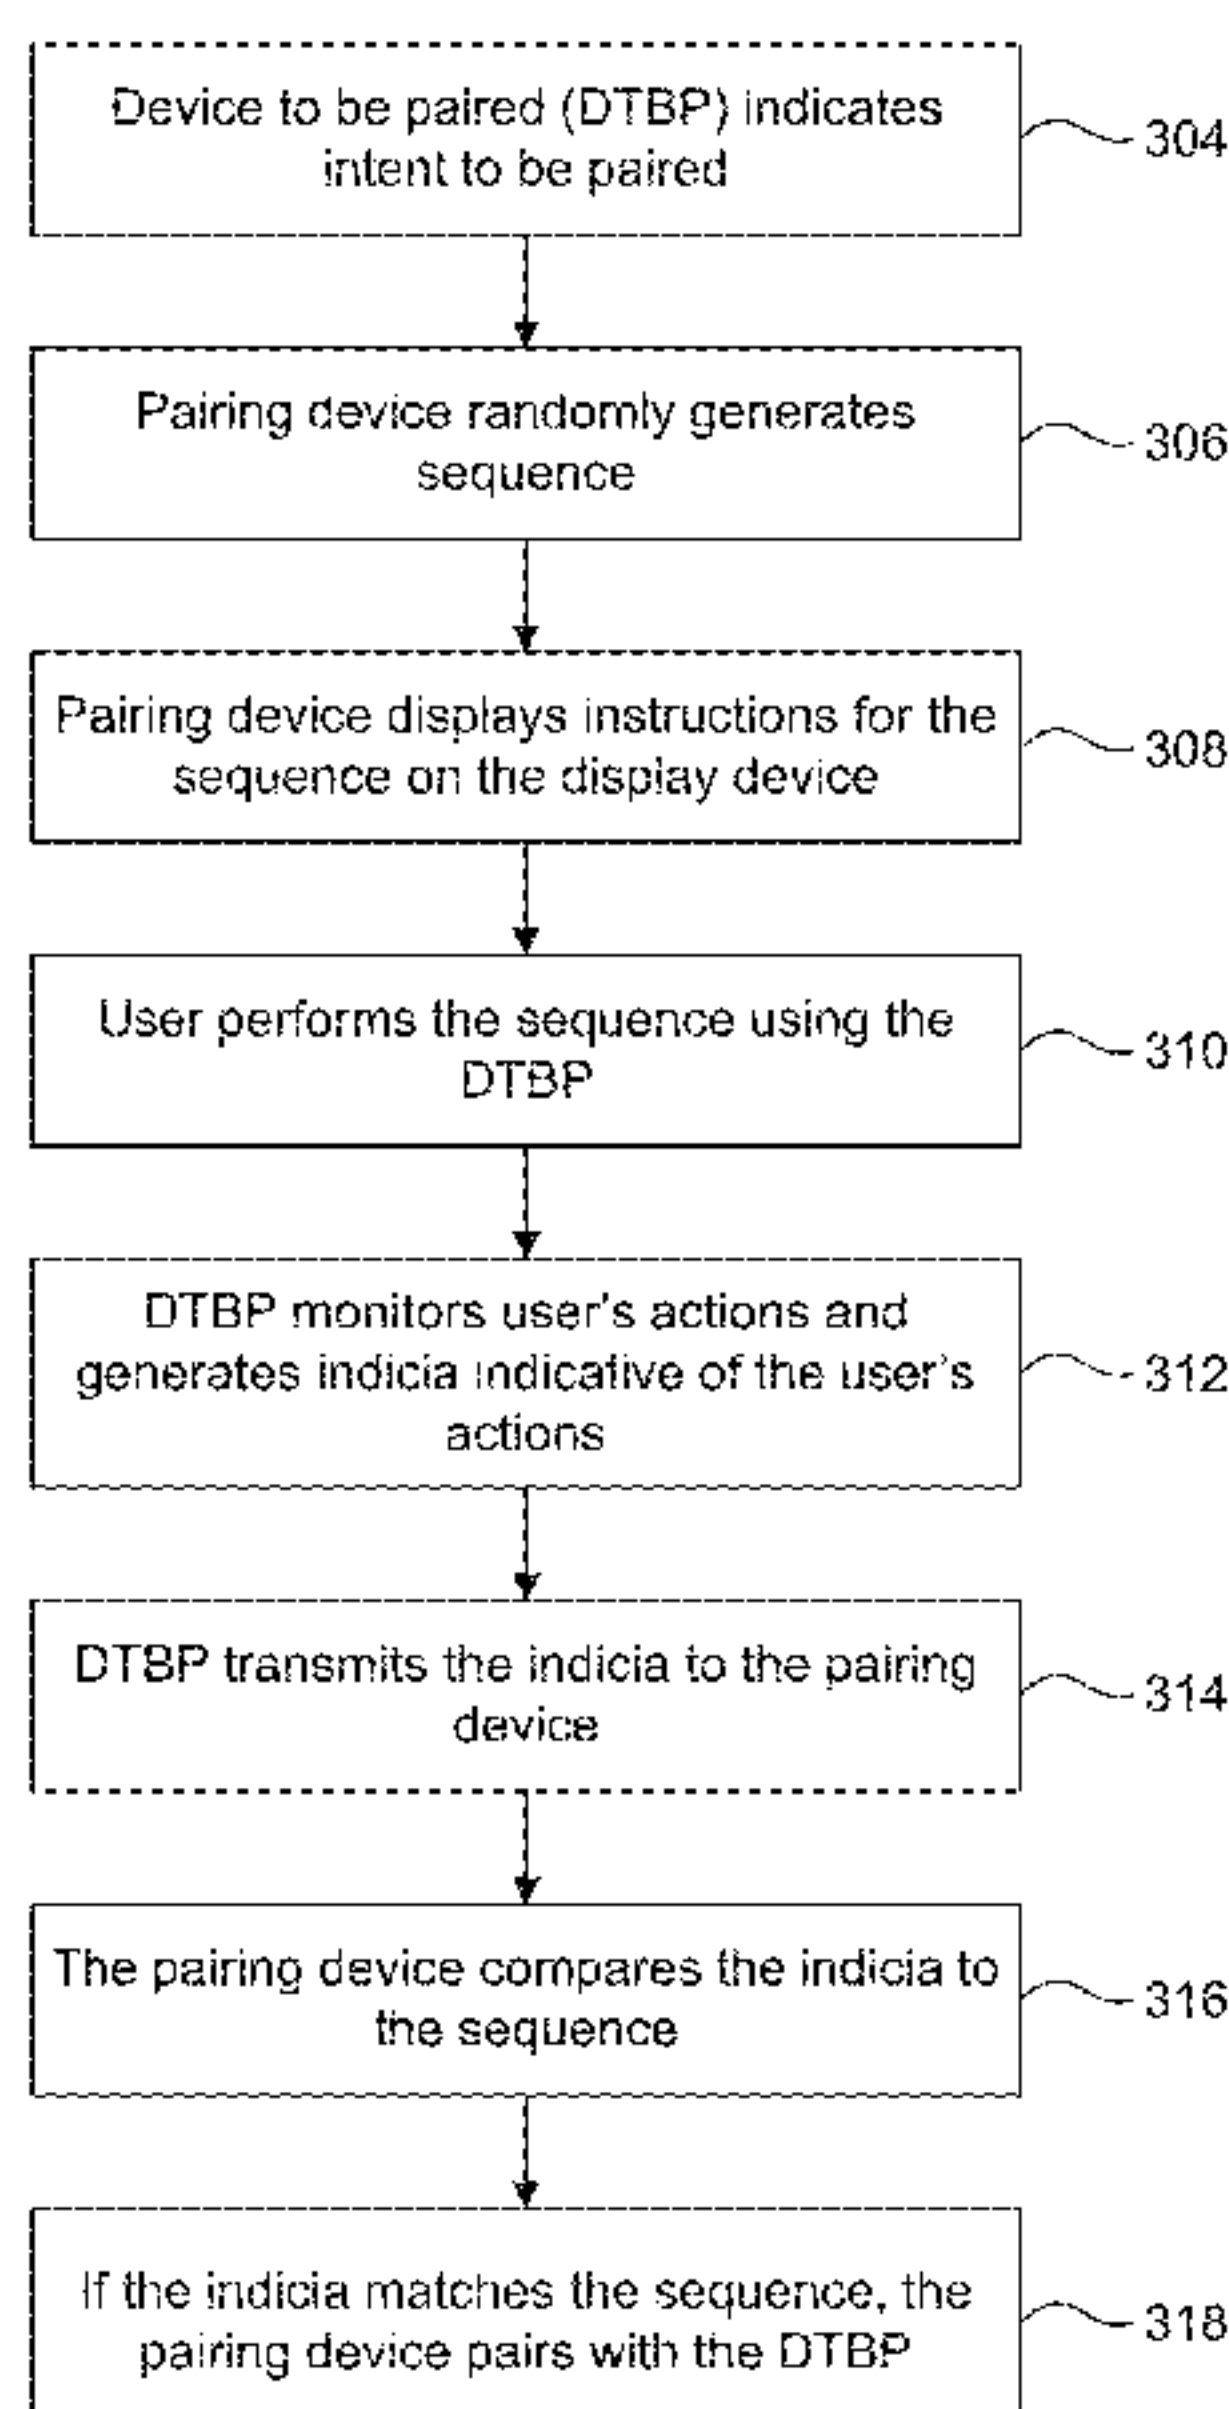 Device to be paired (DTBP) indicates
intent to be paired
304
Pairing device randomly generates
sequence
306
Pairing device displays instructions for the
sequence on the display device
308
User performs the sequence using the
DTBP
310
DTBP monitors user's actions and
generates indicia indicative of the user's
actions
312
DTBP transmits the indicia to the pairing
device
314
The pairing device compares the indicia to
the sequence
316
If the indicia matches the sequence, the
pairing device pairs with the DTBP
318